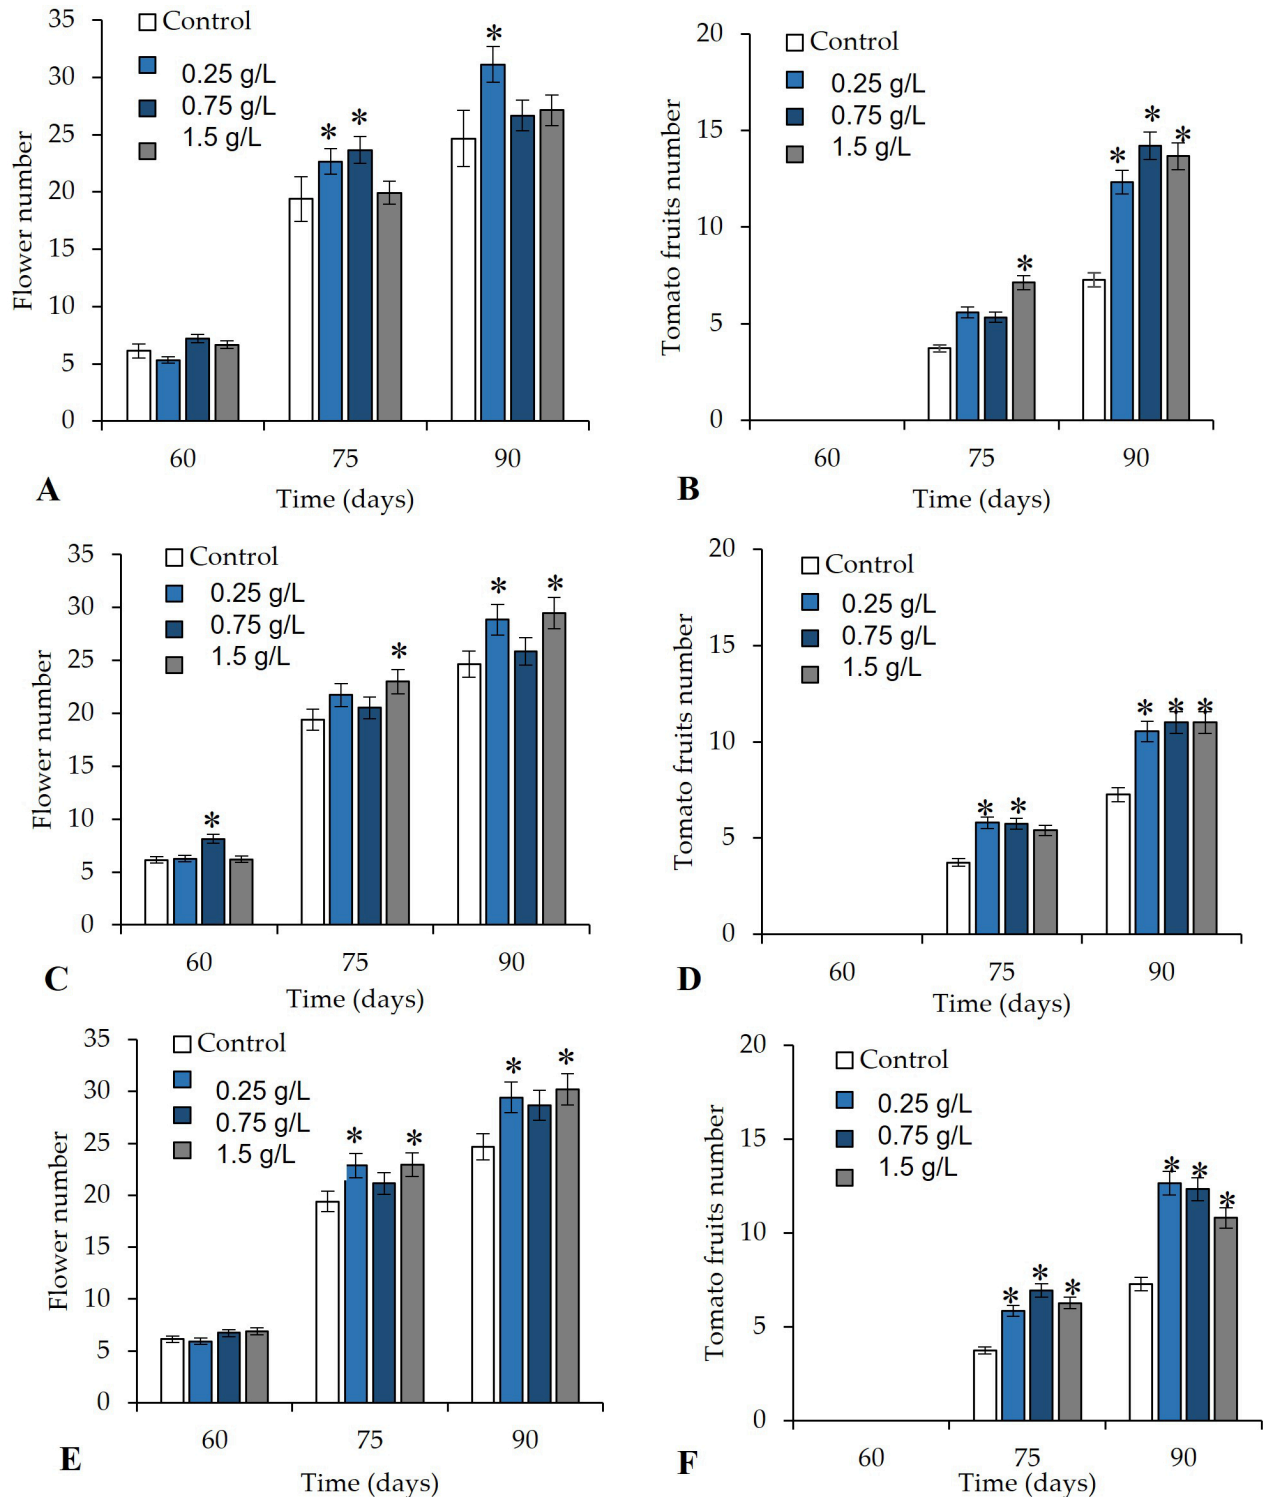 35
30
25
20
15
10
5
0
Flower number
Control
0.25 g/L
0.75 g/L
1.5 g/L
*
*
*
60
75
90
Time (days)
A
20
15
10
5
0
Tomato fruits number
Control
0.25 g/L
0.75 g/L
1.5 g/L
*
*
*
*
60
75
90
Time (days)
B
35
30
25
20
15
10
5
0
Flower number
Control
0.25 g/L
0.75 g/L
1.5 g/L
*
*
*
*
60
75
90
Time (days)
C
20
15
10
5
0
Tomato fruits number
Control
0.25 g/L
0.75 g/L
1.5 g/L
*
*
*
*
*
60
75
90
Time (days)
D
35
30
25
20
15
10
5
0
Flower number
Control
0.25 g/L
0.75 g/L
1.5 g/L
*
*
*
*
60
75
90
Time (days)
E
20
15
10
5
0
Tomato fruits number
Control
0.25 g/L
0.75 g/L
1.5 g/L
*
*
*
*
*
*
60
75
90
Time (days)
F